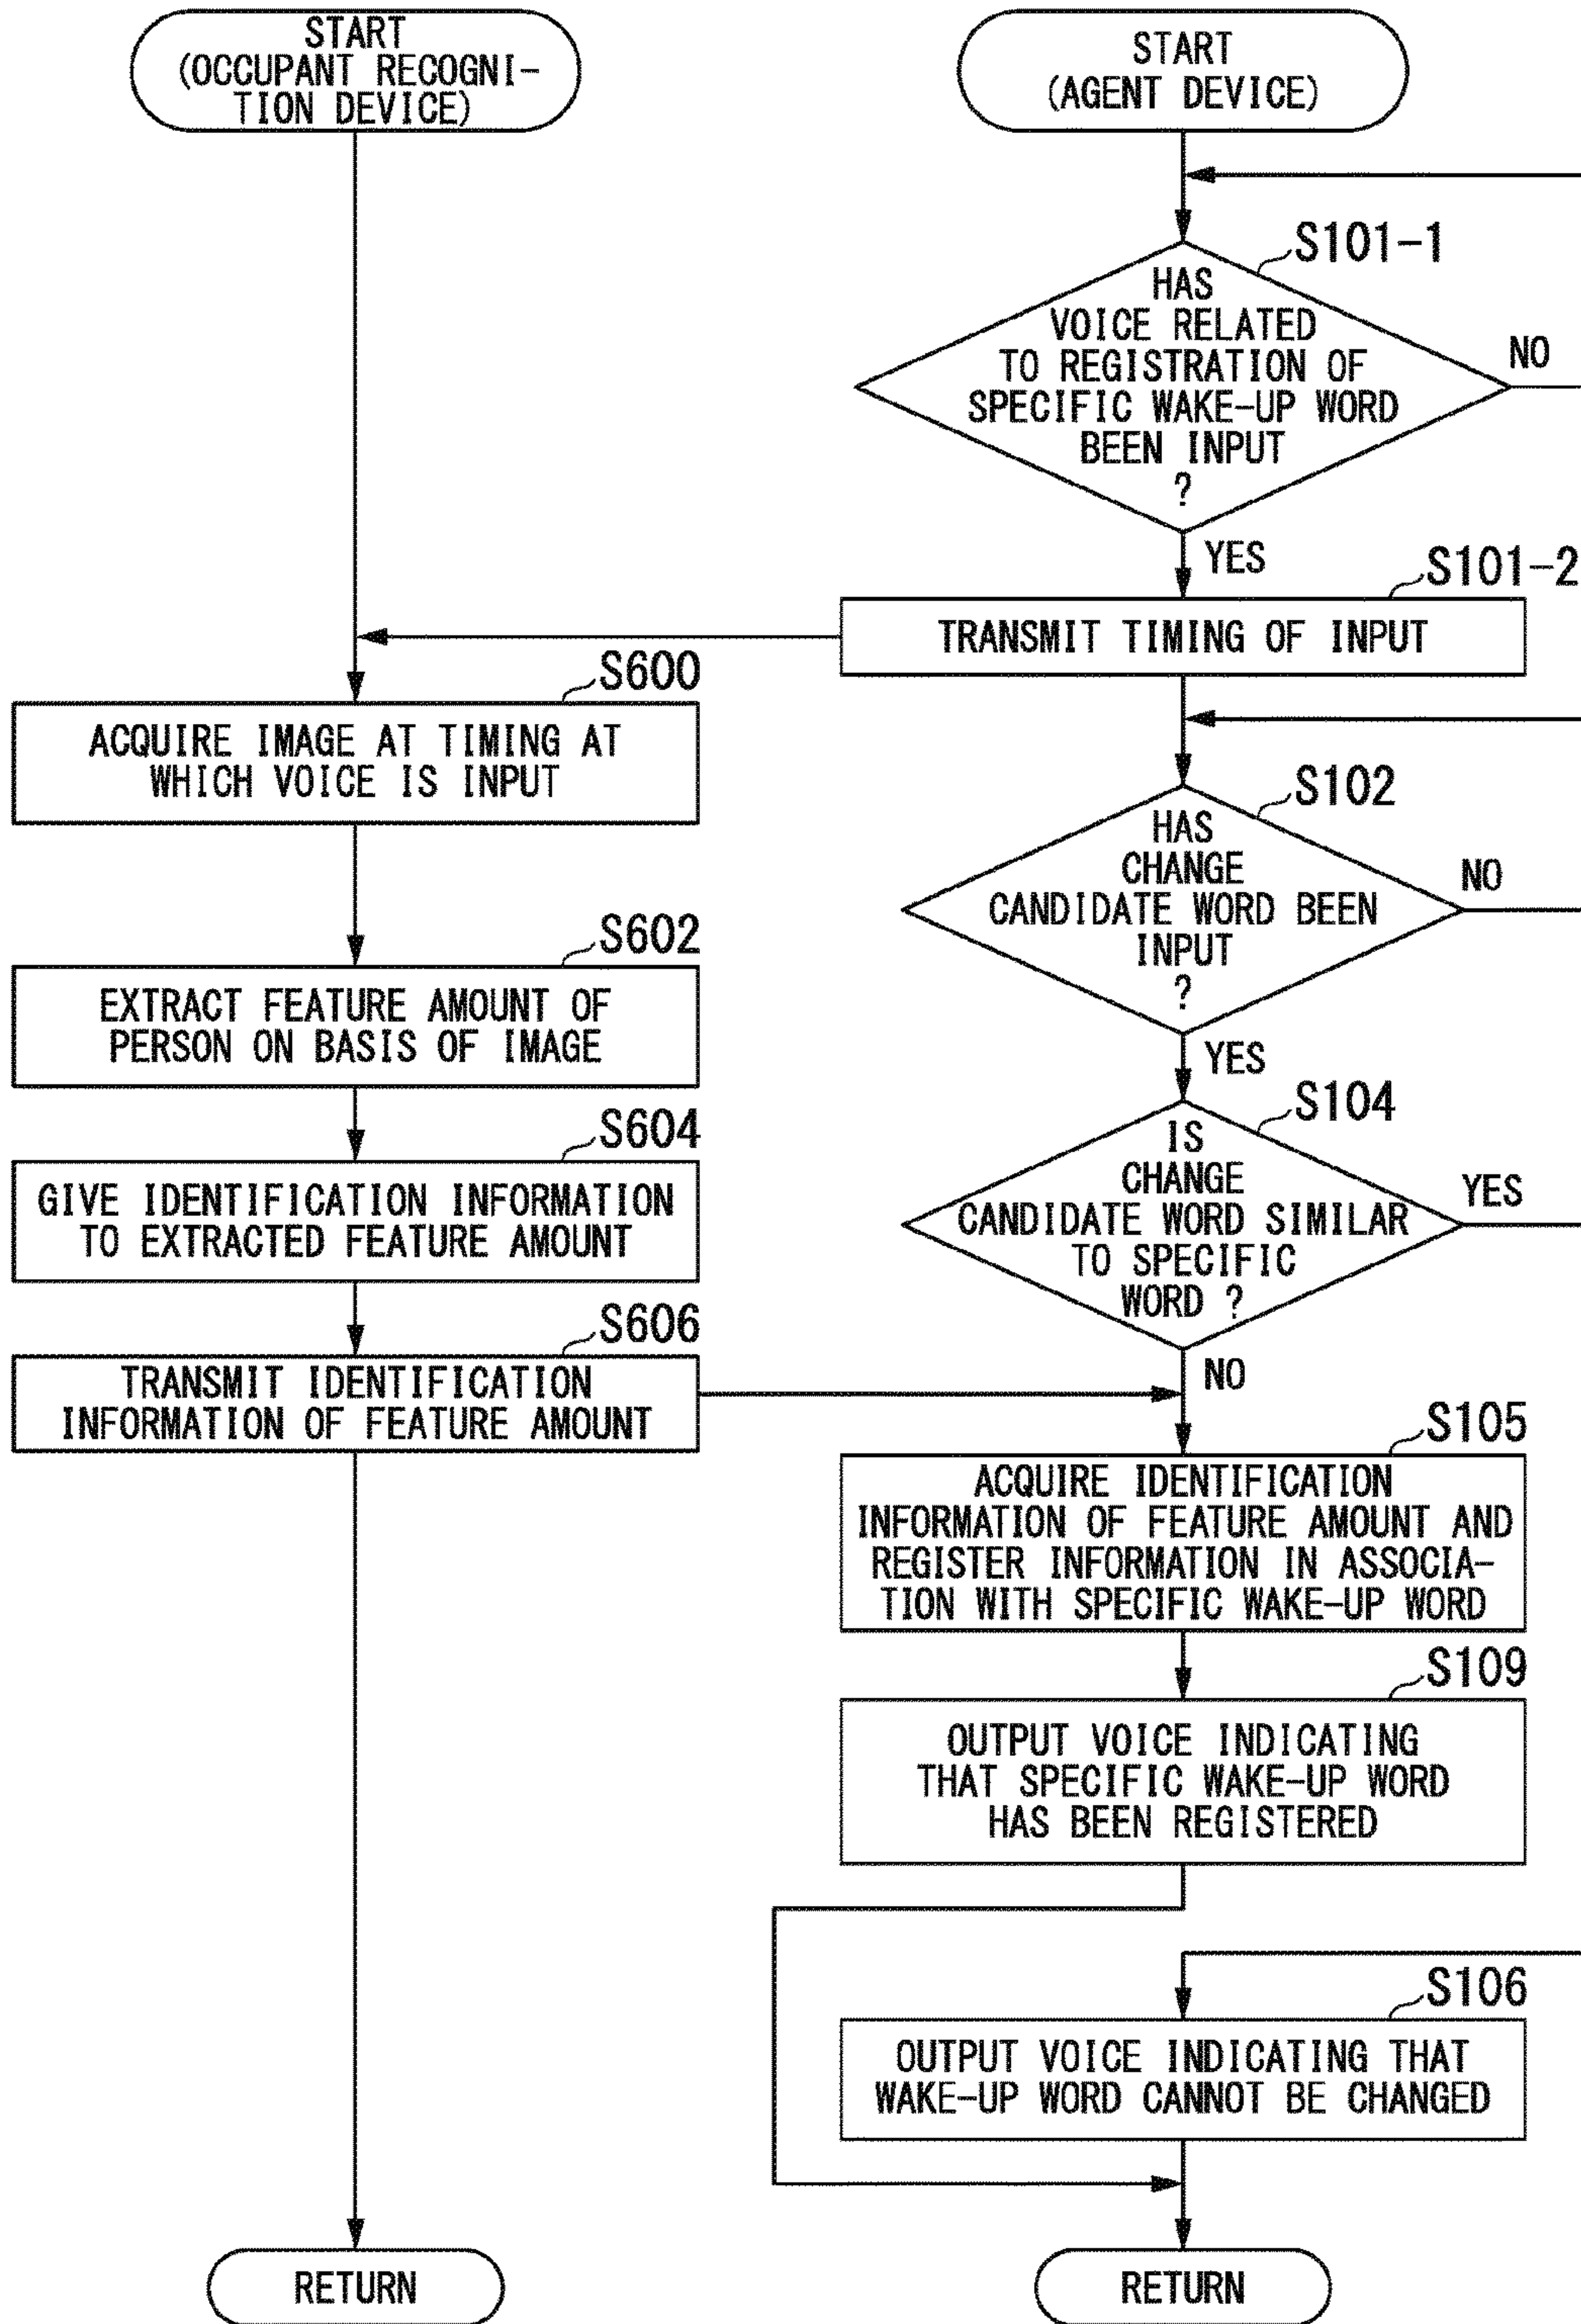 START
(OCCUPANT RECOGNI-
TION DEVICE)
S600
ACQUIRE IMAGE AT TIMING AT
WHICH VOICE IS INPUT
S602
EXTRACT FEATURE AMOUNT OF
PERSON ON BASIS OF IMAGE
S604
GIVE IDENTIFICATION INFORMATION
TO EXTRACTED FEATURE AMOUNT
S606
TRANSMIT IDENTIFICATION
INFORMATION OF FEATURE AMOUNT
RETURN
START
(AGENT DEVICE)
S101-1
HAS
VOICE RELATED
TO REGISTRATION OF
SPECIFIC WAKE-UP WORD
BEEN INPUT
?
NO
YES
S101-2
TRANSMIT TIMING OF INPUT
S102
HAS
CHANGE
CANDIDATE WORD BEEN
INPUT
?
NO
YES
S104
IS
CHANGE
CANDIDATE WORD SIMILAR
TO SPECIFIC
WORD ?
YES
NO
S105
ACQUIRE IDENTIFICATION
INFORMATION OF FEATURE AMOUNT AND
REGISTER INFORMATION IN ASSOCIA-
TION WITH SPECIFIC WAKE-UP WORD
S109
OUTPUT VOICE INDICATING
THAT SPECIFIC WAKE-UP WORD
HAS BEEN REGISTERED
S106
OUTPUT VOICE INDICATING THAT
WAKE-UP WORD CANNOT BE CHANGED
RETURN